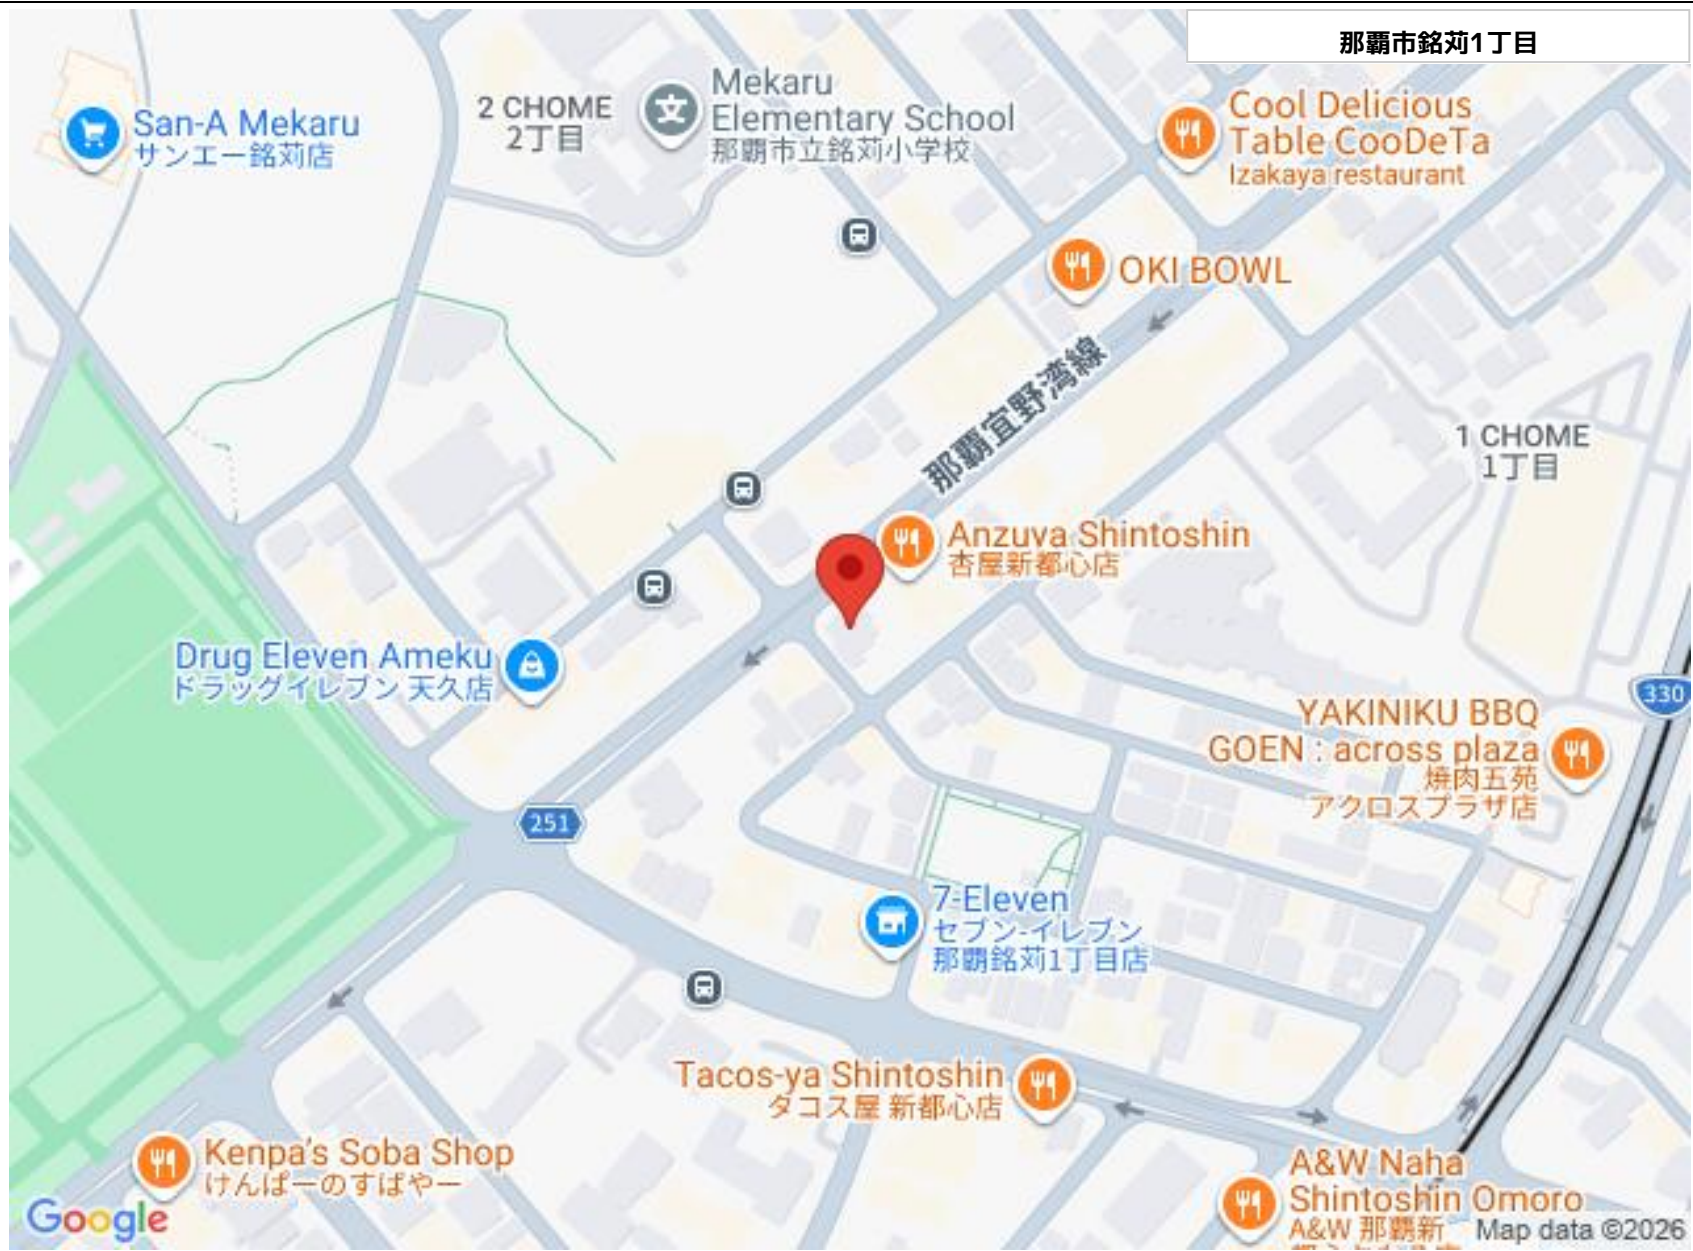 那覇市銘苅1丁目
San-A Mekaru
サンエー銘苅店
2 CHOME
2丁目
Mekaru
Elementary School
那覇市立銘苅小学校
Cool Delicious
Table CooDeTa
Izakaya restaurant
OKI BOWL
那覇宜野湾線
1 CHOME
1丁目
Anzuya Shintoshin
杏屋新都心店
Drug Eleven Ameku
ドラッグイレブン 天久店
330
YAKINIKU BBQ
GOEN : across plaza
焼肉五苑
アクロスプラザ店
251
7-Eleven
セブン-イレブン
那覇銘苅1丁目店
Tacos-ya Shintoshin
タコス屋 新都心店
Kenpa's Soba Shop
けんぱーのすばやー
A&W Naha
Shintoshin Omoro
A&W 那覇新
Google
Map data ©2026